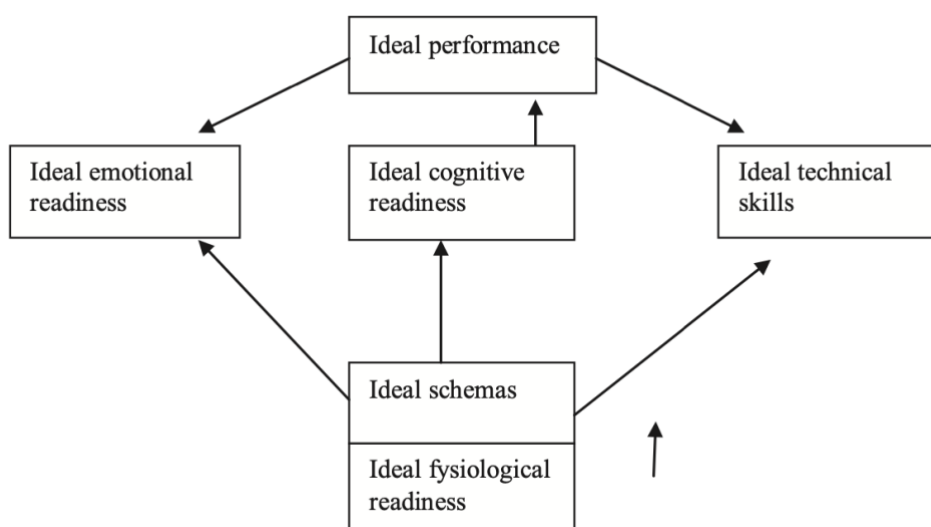 Ideal performance
Ideal emotional
readiness
Ideal cognitive
readiness
Ideal technical
skills
Ideal schemas
Ideal fysiological
readiness